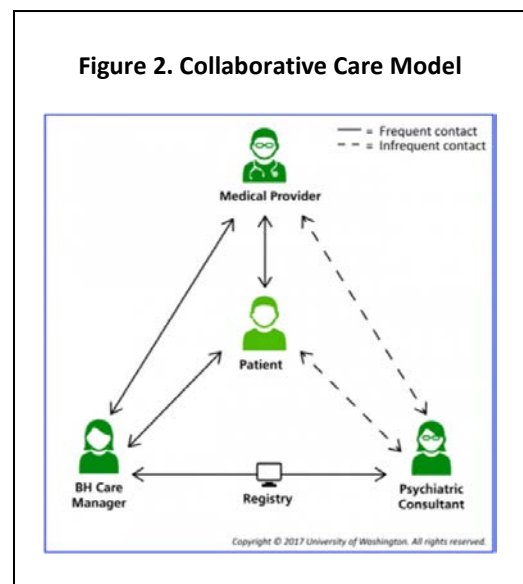 Figure 2. Collaborative Care Model
= Frequent contact
= Infrequent contact
Medical Provider
Patient
BH Care
Manager
Registry
Psychiatric
Consultant
Copyright © 2017 University of Washington. All rights reserved.